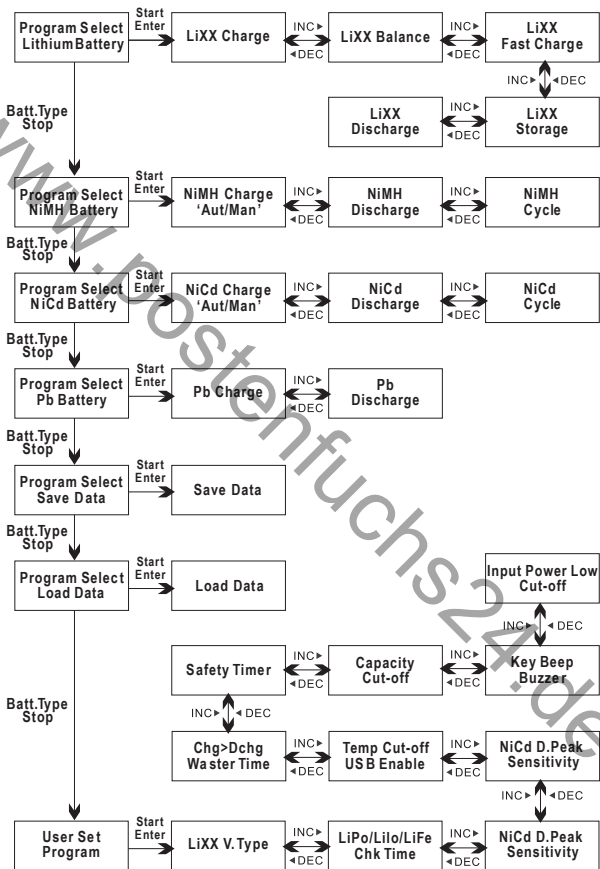 Program Select
Lithium Battery
Start
Enter
LiXX Charge
INC▶
◀DEC
LiXX Balance
INC▶
◀DEC
LiXX
Fast Charge
INC▶ ◀DEC
LiXX
Discharge
INC▶
◀DEC
LiXX
Storage
Batt.Type
Stop
Program Select
NiMH Battery
Start
Enter
NiMH Charge
‘Aut/Man’
INC▶
◀DEC
NiMH
Discharge
INC▶
◀DEC
NiMH
Cycle
Batt.Type
Stop
Program Select
NiCd Battery
Start
Enter
NiCd Charge
‘Aut/Man’
INC▶
◀DEC
NiCd
Discharge
INC▶
◀DEC
NiCd
Cycle
Batt.Type
Stop
Program Select
Pb Battery
Start
Enter
Pb Charge
INC▶
◀DEC
Pb
Discharge
Batt.Type
Stop
Program Select
Save Data
Start
Enter
Save Data
Batt.Type
Stop
Program Select
Load Data
Start
Enter
Load Data
Input Power Low
Cut-off
INC▶ ◀DEC
Safety Timer
INC▶
◀DEC
Capacity
Cut-off
INC▶
◀DEC
Key Beep
Buzzer
Batt.Type
Stop
INC▶ ◀DEC
Chg>Dchg
Waster Time
INC▶
◀DEC
Temp Cut-off
USB Enable
INC▶
◀DEC
NiCd D.Peak
Sensitivity
INC▶ ◀DEC
User Set
Program
Start
Enter
LiXX V.Type
INC▶
◀DEC
LiPo/LiIo/LiFe
Chk Time
INC▶
◀DEC
NiCd D.Peak
Sensitivity
www.postenfuchs24.de